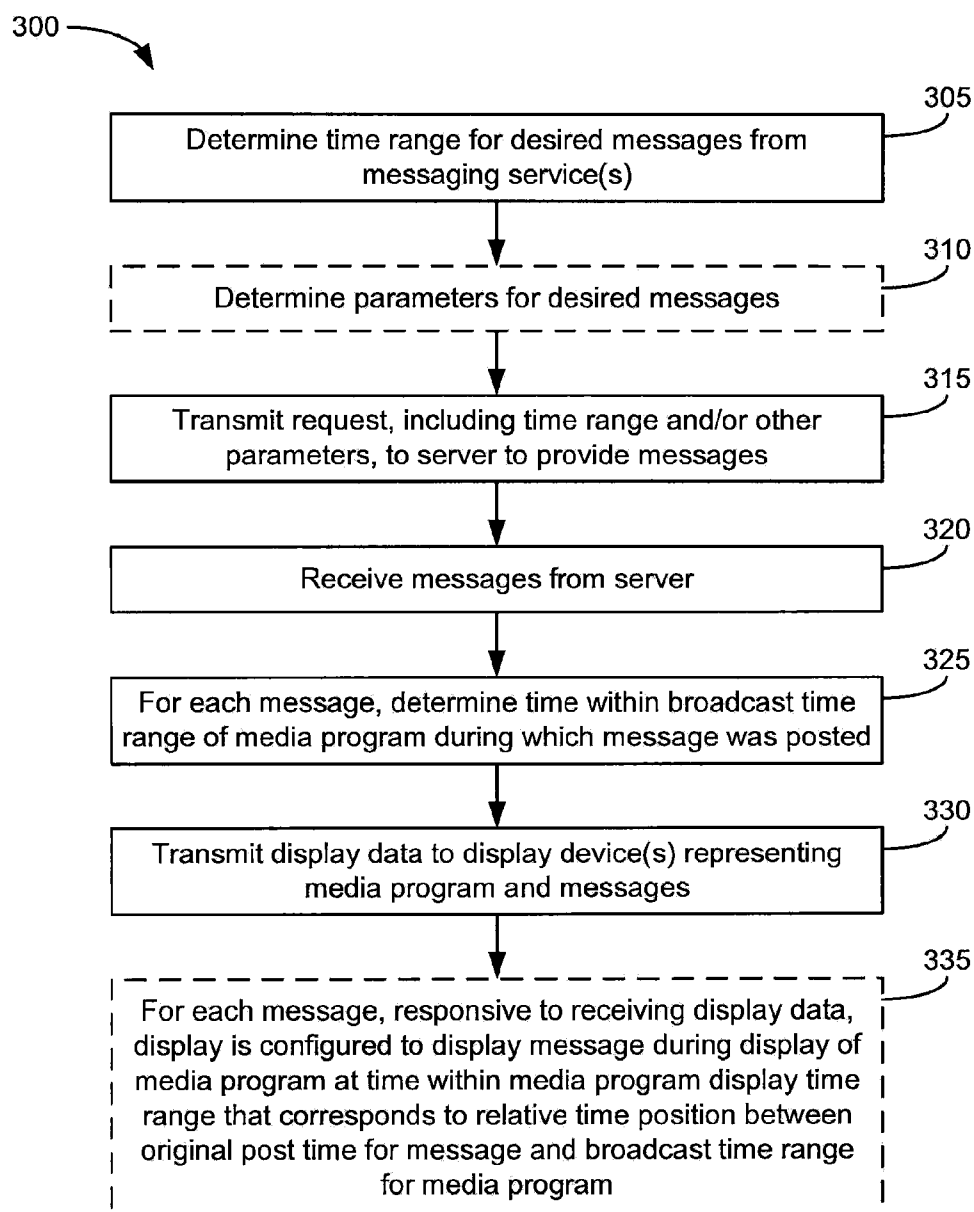 300
305
Determine time range for desired messages from
messaging service(s)
310
Determine parameters for desired messages
315
Transmit request, including time range and/or other
parameters, to server to provide messages
320
Receive messages from server
325
For each message, determine time within broadcast time
range of media program during which message was posted
330
Transmit display data to display device(s) representing
media program and messages
335
For each message, responsive to receiving display data,
display is configured to display message during display of
media program at time within media program display time
range that corresponds to relative time position between
original post time for message and broadcast time range
for media program